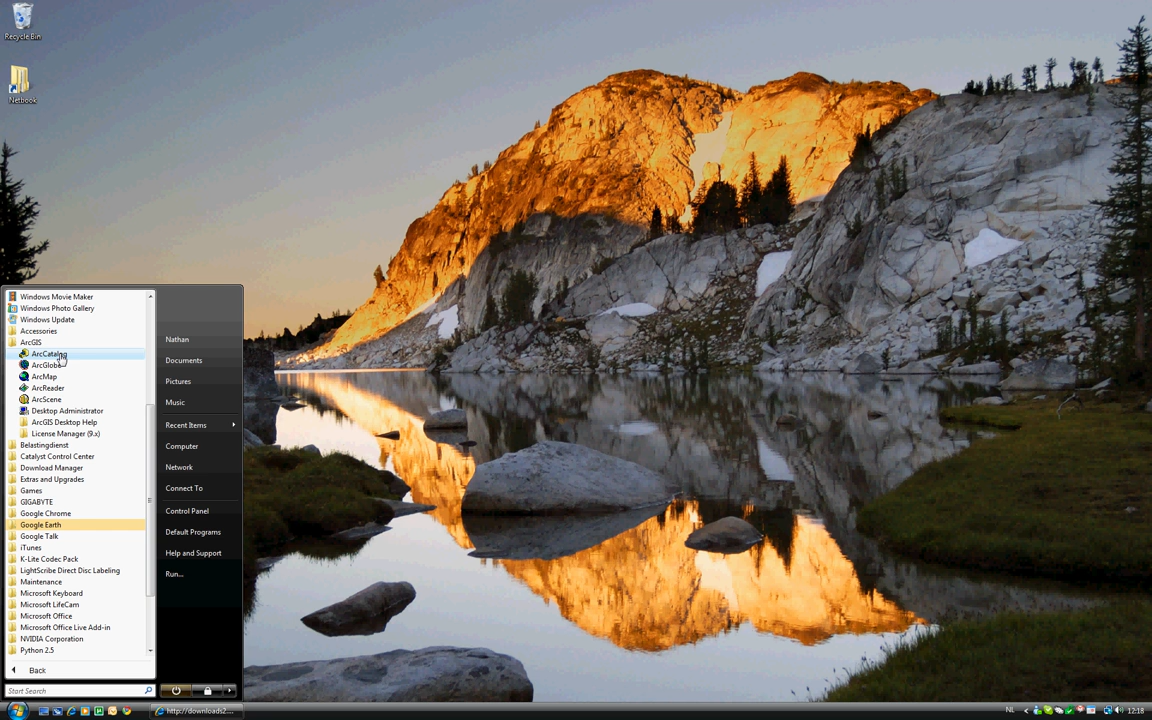 Recycle Bin
Netbook
Windows Movie Maker
Windows Photo Gallery
Windows Update
Accessories
ArcGIS
ArcCatalog
ArcGlobe
ArcMap
ArcReader
ArcScene
Desktop Administrator
ArcGIS Desktop Help
License Manager (9.x)
Belastingdienst
Catalyst Control Center
Download Manager
Extras and Upgrades
Games
GIGABYTE
Google Chrome
Google Earth
Google Talk
iTunes
K-Lite Codec Pack
LightScribe Direct Disc Labeling
Maintenance
Microsoft Keyboard
Microsoft LifeCam
Microsoft Office
Microsoft Office Live Add-in
NVIDIA Corporation
Python 2.5
Back
Start Search
Nathan
Documents
Pictures
Music
Recent Items
Computer
Network
Connect To
Control Panel
Default Programs
Help and Support
Run...
http://downloads2....
NL
12:18